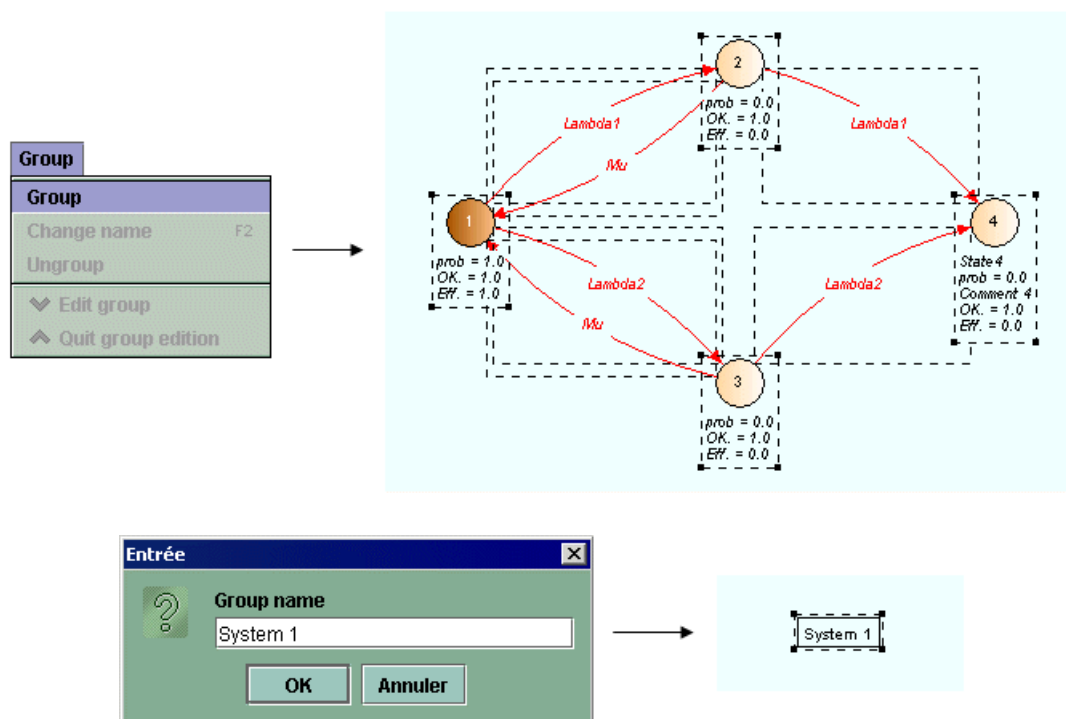 Group
Group
Change name F2
Ungroup
Edit group
Quit group edition
2
prob = 0.0
OK. = 1.0
Eff. = 0.0
Lambda1
Lambda1
Mu
1
prob = 1.0
OK. = 1.0
Eff. = 1.0
4
State4
prob = 0.0
Comment 4
OK. = 1.0
Eff. = 0.0
Lambda2
Lambda2
Mu
3
prob = 0.0
OK. = 1.0
Eff. = 0.0
Entrée
Group name
System 1
OK Annuler
System 1